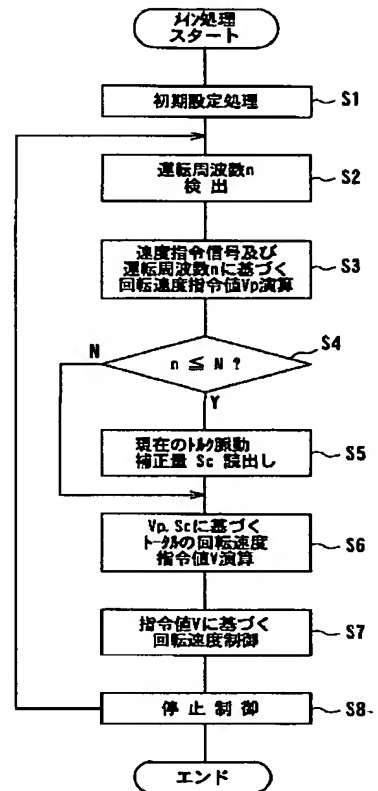 メイン処理
スタート
初期設定処理
S1
運転周波数n
検出
S2
速度指令信号及び
運転周波数nに基づく
回転速度指令値Vp演算
S3
n ≦ N ?
S4
N
Y
現在のトルク脈動
補正量 Sc 読出し
S5
Vp. Scに基づく
トータルの回転速度
指令値V演算
S6
指令値Vに基づく
回転速度制御
S7
停止制御
S8
エンド